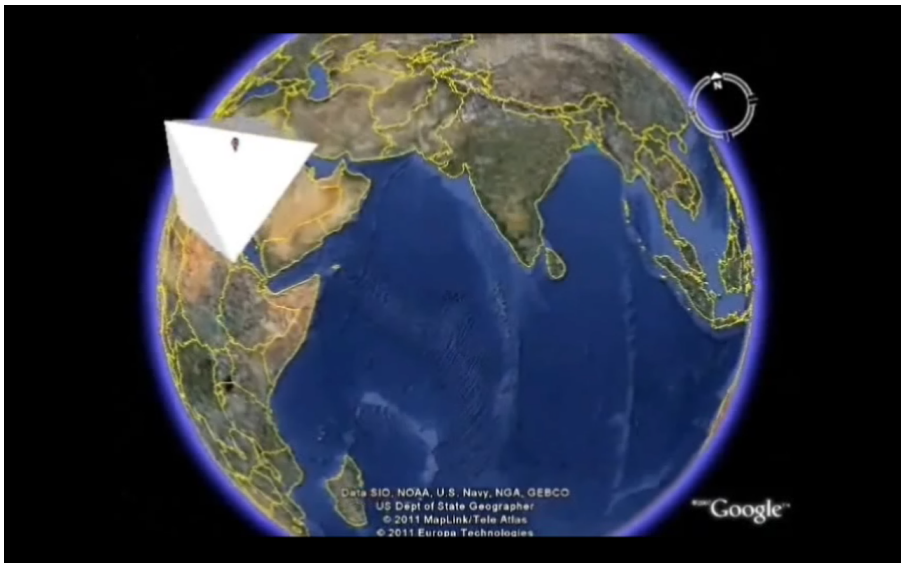 N
Data SIO, NOAA, U.S. Navy, NGA, GEBCO
US Dept of State Geographer
© 2011 MapLink/Tele Atlas
© 2011 Europa Technologies
Google